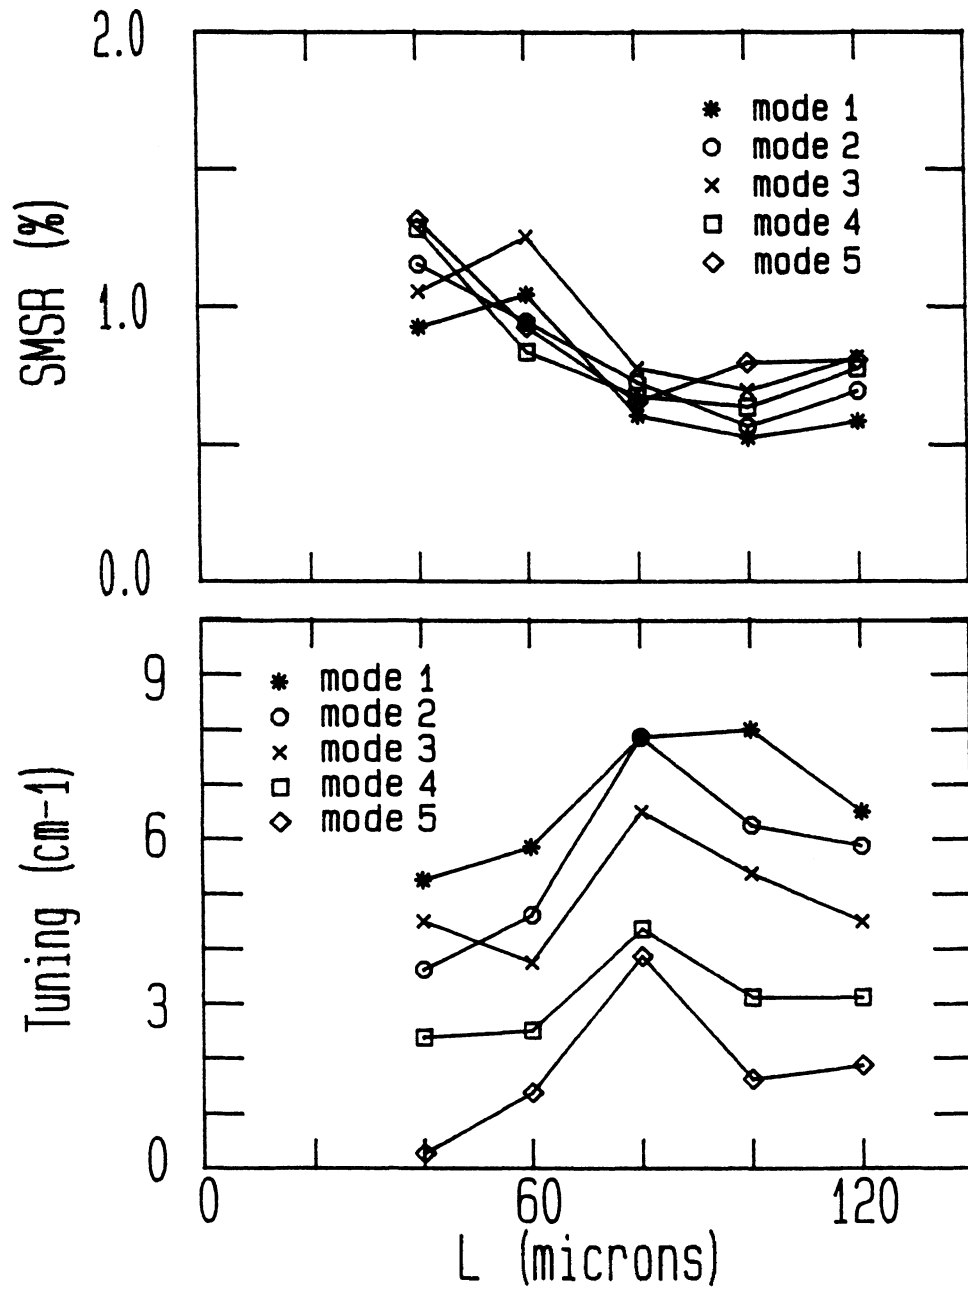 2.0
SMSR (%)
1.0
0.0
mode 1
mode 2
mode 3
mode 4
mode 5
9
Tuning (cm-1)
6
3
0
mode 1
mode 2
mode 3
mode 4
mode 5
0 60 120
L (microns)